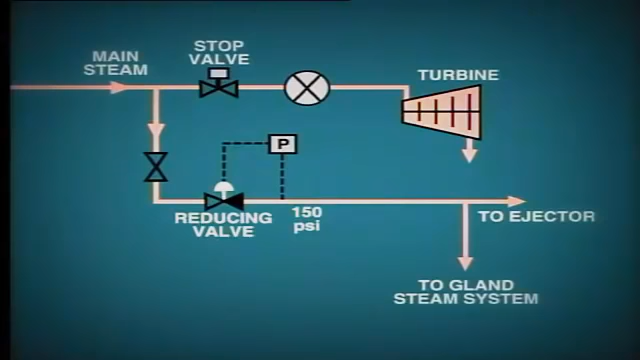 MAIN
STEAM
STOP
VALVE
TURBINE
P
REDUCING
VALVE
150
psi
TO EJECTOR
TO GLAND
STEAM SYSTEM